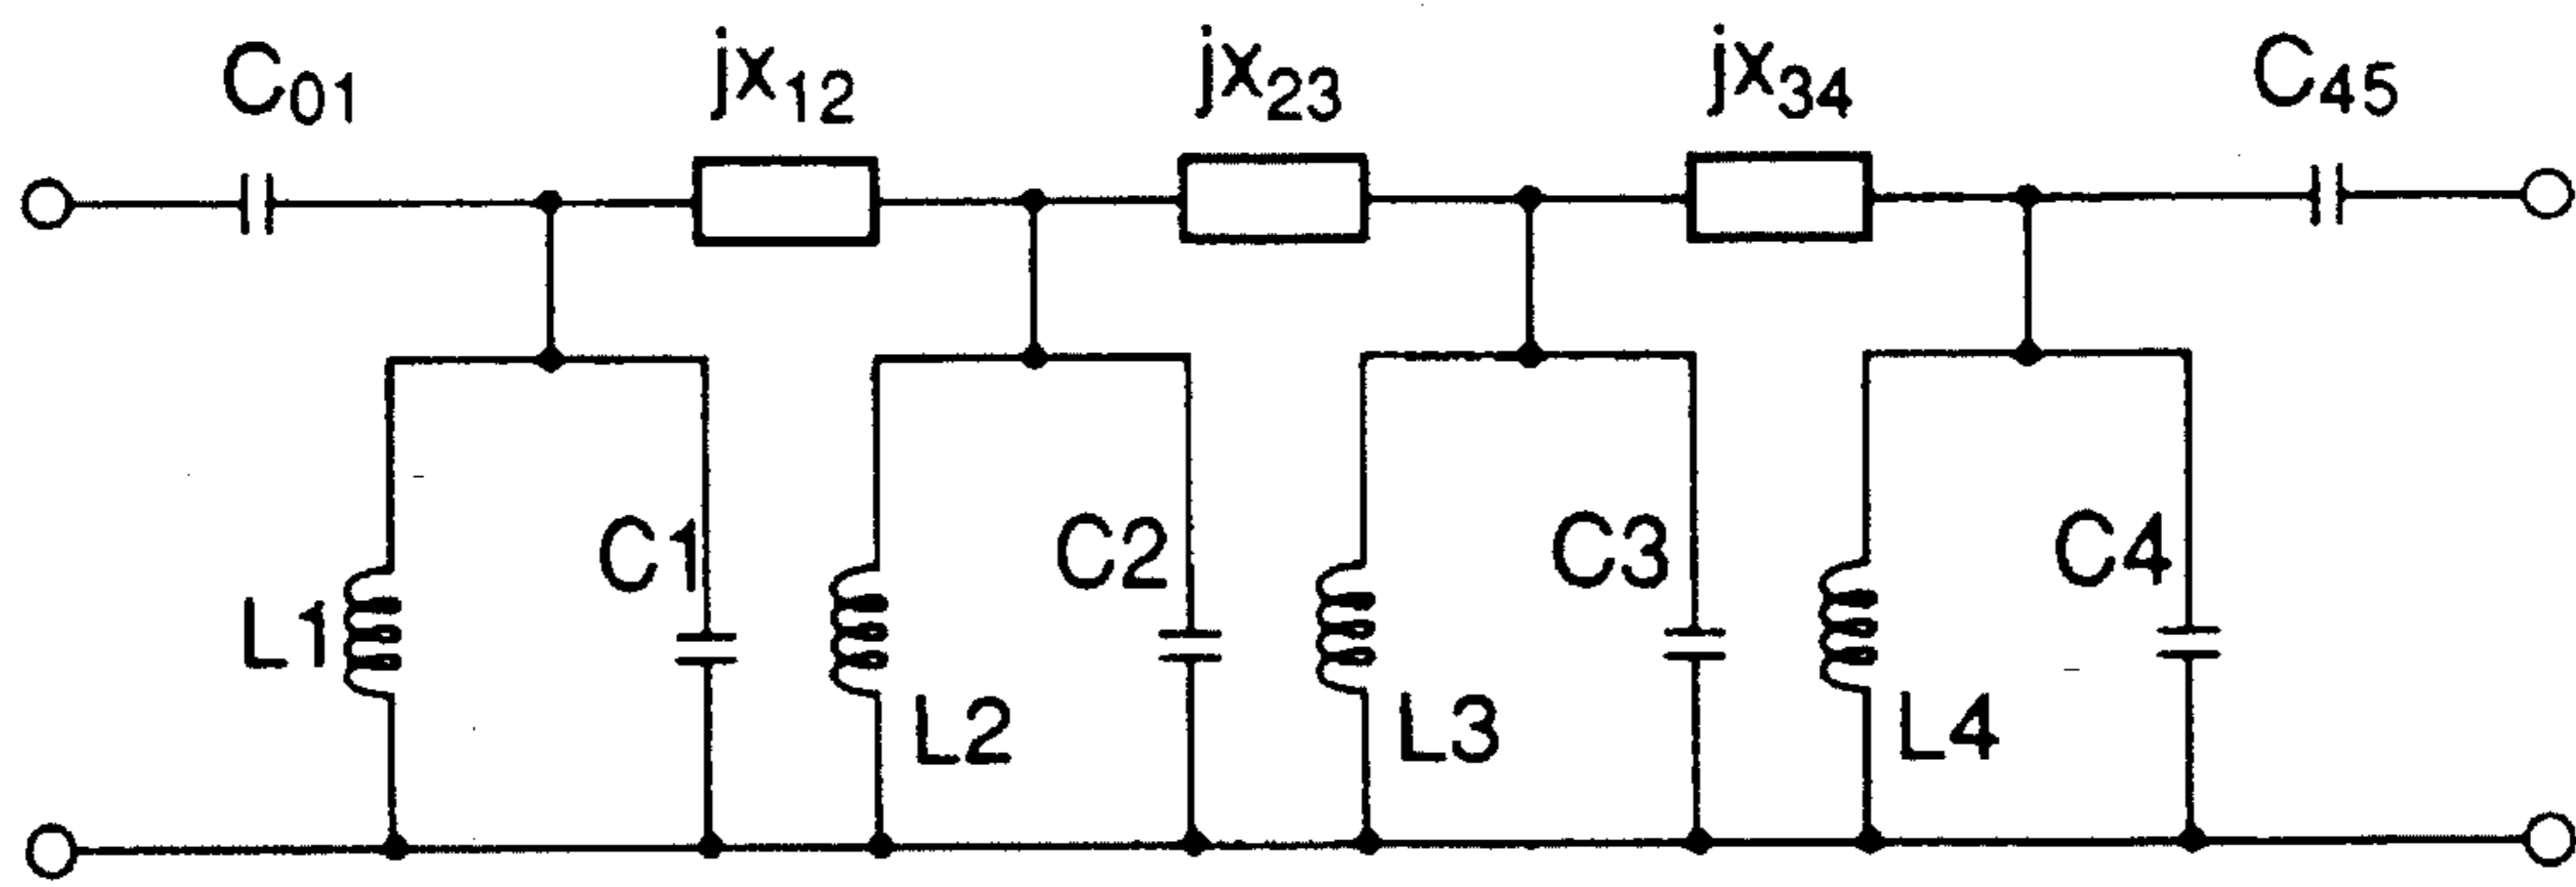 C₀₁ jx₁₂ jx₂₃ jx₃₄ C₄₅
L1 C1 L2 C2 L3 C3 L4 C4